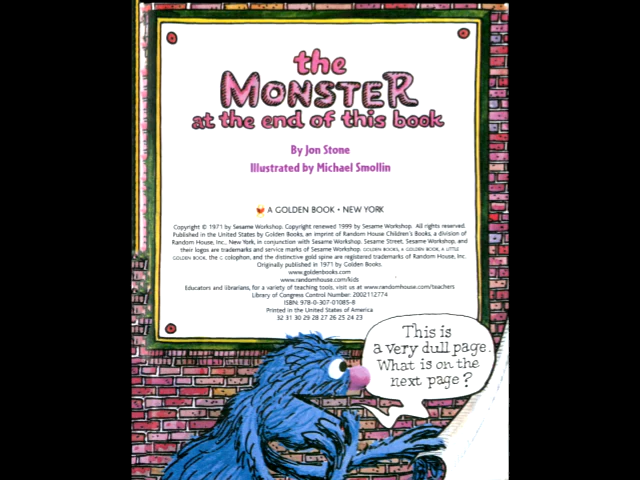 the
MONSTER
at the end of this book
By Jon Stone
Illustrated by Michael Smollin
A GOLDEN BOOK • NEW YORK
Copyright © 1971 by Sesame Workshop. Copyright renewed 1999 by Sesame Workshop. All rights reserved.
Published in the United States by Golden Books, an imprint of Random House Children's Books, a division of
Random House, Inc., New York, in conjunction with Sesame Workshop. Sesame Street, Sesame Workshop, and
their logos are trademarks and service marks of Sesame Workshop. GOLDEN BOOKS, A GOLDEN BOOK, A LITTLE
GOLDEN BOOK, the G colophon, and the distinctive gold spine are registered trademarks of Random House, Inc.
Originally published in 1971 by Golden Books.
www.goldenbooks.com
www.randomhouse.com/kids
Educators and librarians, for a variety of teaching tools, visit us at www.randomhouse.com/teachers
Library of Congress Control Number: 2002112774
ISBN: 978-0-307-01085-8
Printed in the United States of America
32 31 30 29 28 27 26 25 24 23
This is
a very dull page.
What is on the
next page?